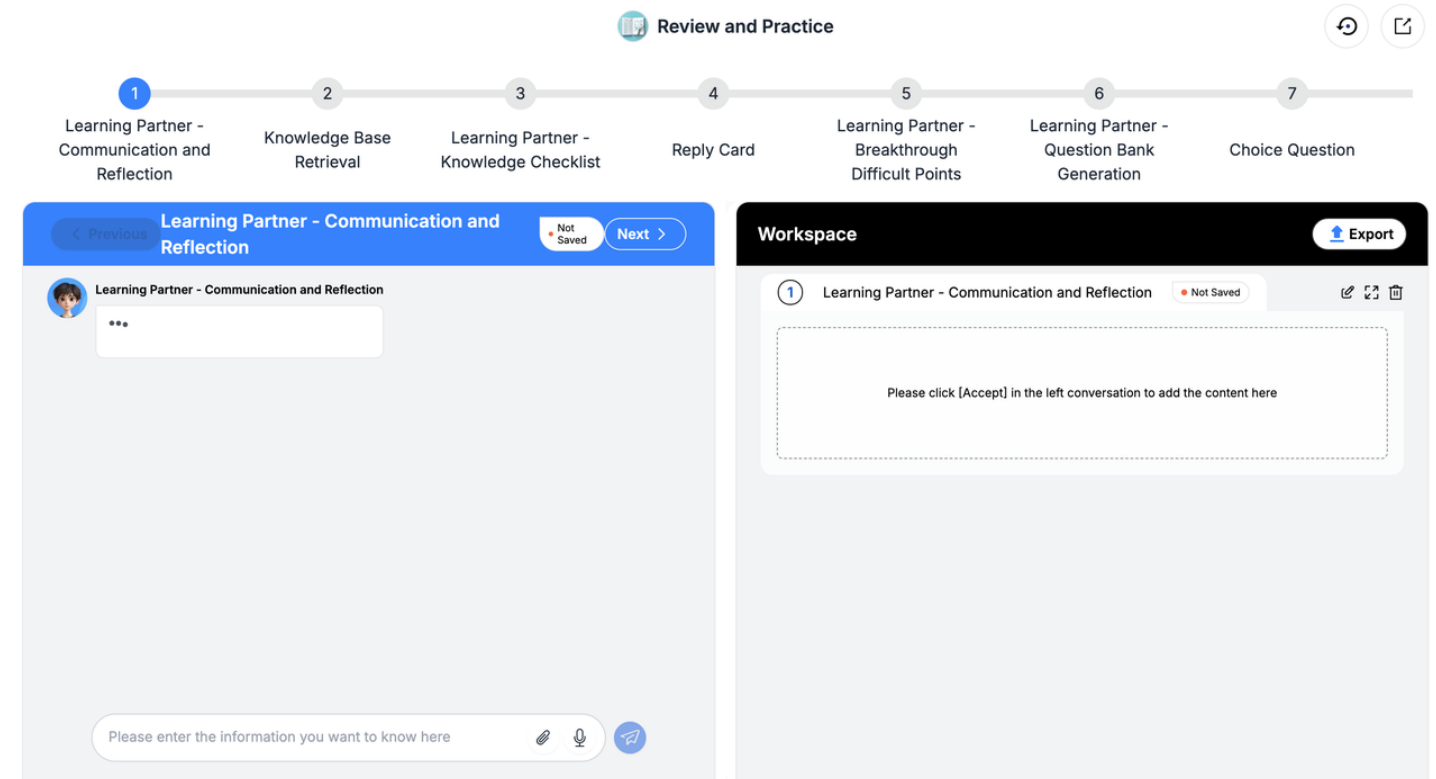 Review and Practice
1
2
3
4
5
6
7
Learning Partner -
Communication and
Reflection
Knowledge Base
Retrieval
Learning Partner -
Knowledge Checklist
Reply Card
Learning Partner -
Breakthrough
Difficult Points
Learning Partner -
Question Bank
Generation
Choice Question
Previous
Learning Partner - Communication and
Reflection
Not
Saved
Next
Learning Partner - Communication and Reflection
Please enter the information you want to know here
Workspace
Export
1
Learning Partner - Communication and Reflection
Not Saved
Please click [Accept] in the left conversation to add the content here